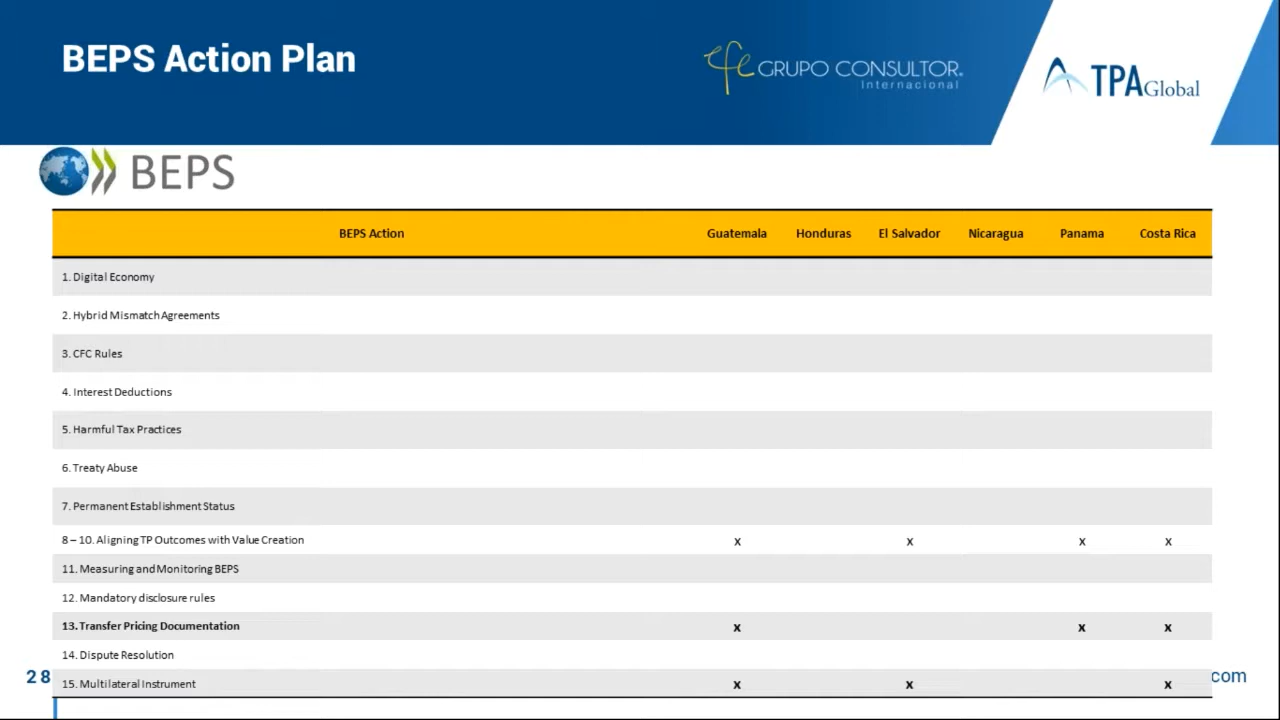 BEPS Action Plan
efe GRUPO CONSULTOR.
Internacional
TPA Global
BEPS
BEPS Action Guatemala Honduras El Salvador Nicaragua Panama Costa Rica
1. Digital Economy
2. Hybrid Mismatch Agreements
3. CFC Rules
4. Interest Deductions
5. Harmful Tax Practices
6. Treaty Abuse
7. Permanent Establishment Status
8 – 10. Aligning TP Outcomes with Value Creation x x x x
11. Measuring and Monitoring BEPS
12. Mandatory disclosure rules
13. Transfer Pricing Documentation x x x
14. Dispute Resolution
15. Multilateral Instrument x x x
28
com